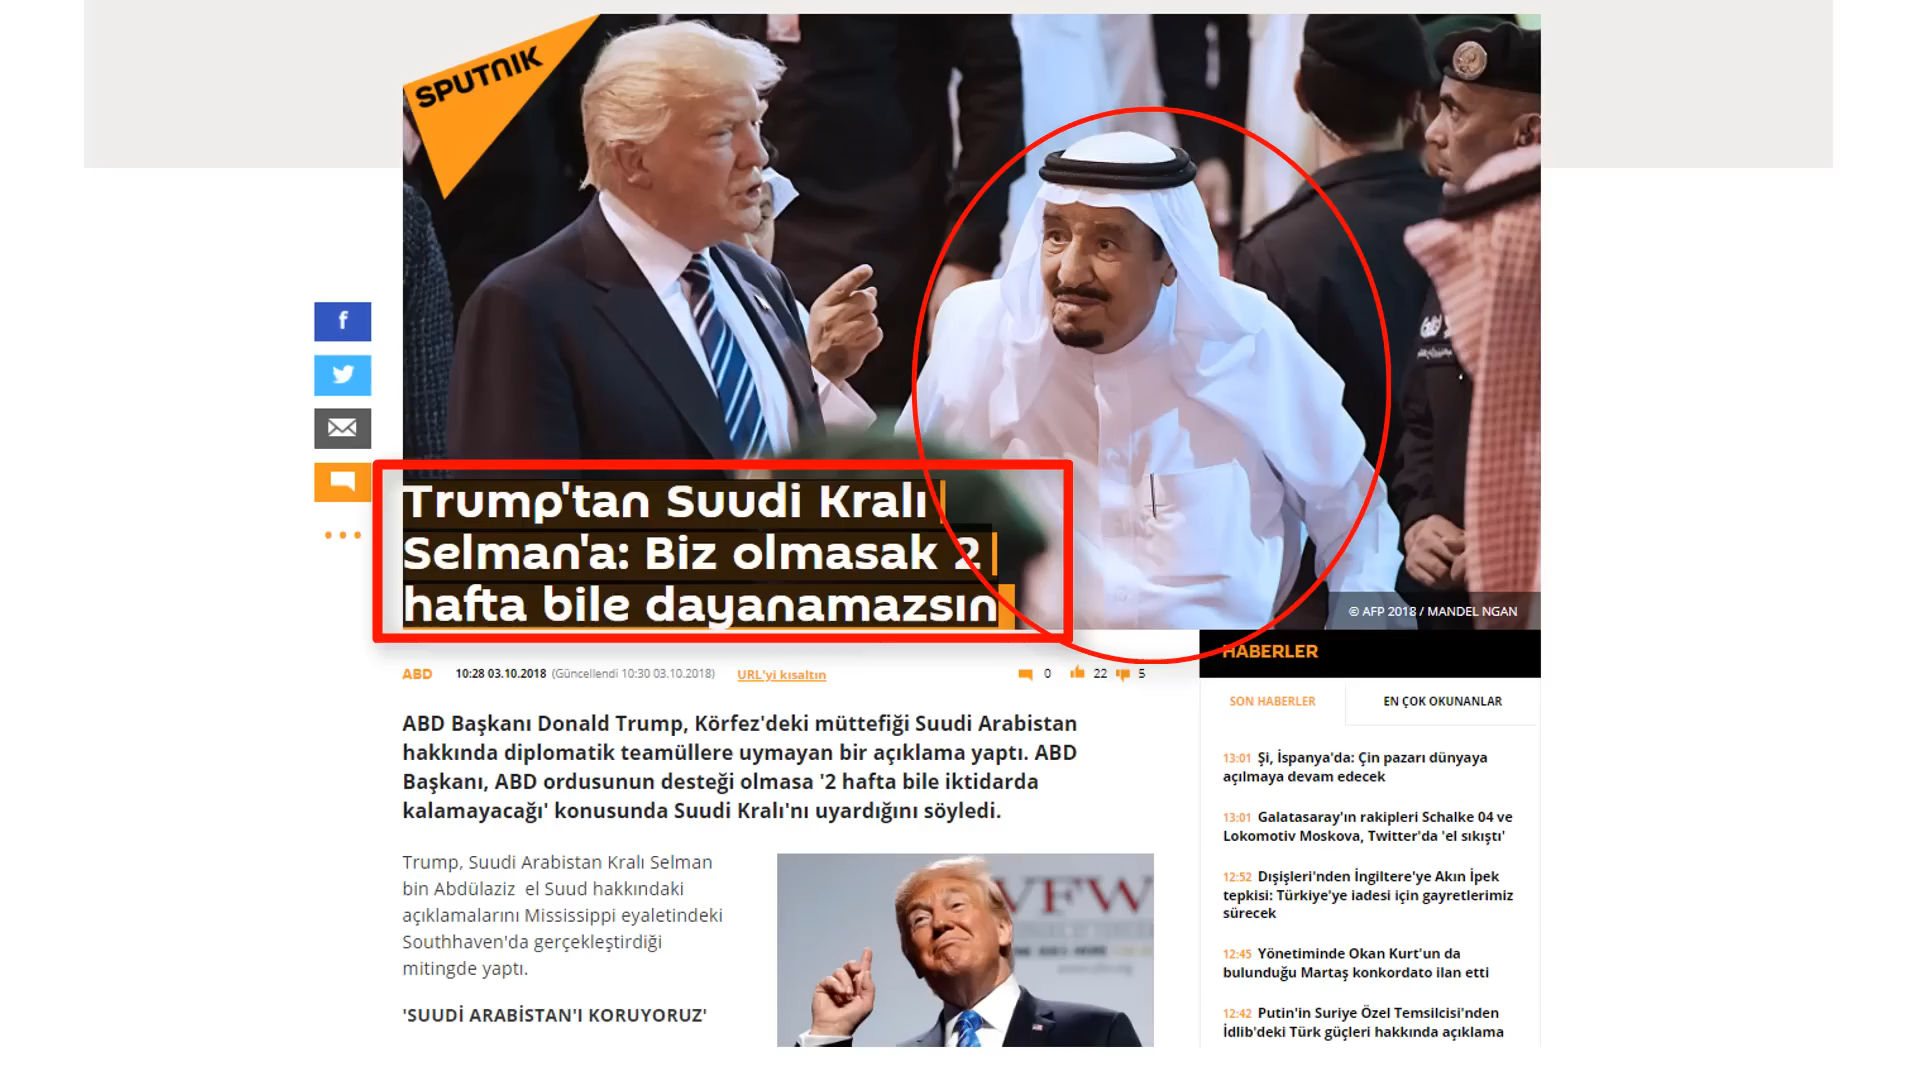 SPUTNIK
f
Trump'tan Suudi Kralı
Selman'a: Biz olmasak 2
hafta bile dayanamazsın
© AFP 2018 / MANDEL NGAN
ABD 10:28 03.10.2018 (Güncellendi 10:30 03.10.2018) URL'yi kısaltın 0 22 5
ABD Başkanı Donald Trump, Körfez'deki müttefiği Suudi Arabistan
hakkında diplomatik teamüllere uymayan bir açıklama yaptı. ABD
Başkanı, ABD ordusunun desteği olmasa '2 hafta bile iktidarda
kalamayacağı' konusunda Suudi Kralı'nı uyardığını söyledi.
Trump, Suudi Arabistan Kralı Selman
bin Abdülaziz el Suud hakkındaki
açıklamalarını Mississippi eyaletindeki
Southhaven'da gerçekleştirdiği
mitingde yaptı.
'SUUDİ ARABİSTAN'I KORUYORUZ'
VFW
HABERLER
SON HABERLER EN ÇOK OKUNANLAR
13:01 Şi, İspanya'da: Çin pazarı dünyaya
açılmaya devam edecek
13:01 Galatasaray'ın rakipleri Schalke 04 ve
Lokomotiv Moskova, Twitter'da 'el sıkıştı'
12:52 Dışişleri'nden İngiltere'ye Akın İpek
tepkisi: Türkiye'ye iadesi için gayretlerimiz
sürecek
12:45 Yönetiminde Okan Kurt'un da
bulunduğu Martaş konkordato ilan etti
12:42 Putin'in Suriye Özel Temsilcisi'nden
İdlib'deki Türk güçleri hakkında açıklama